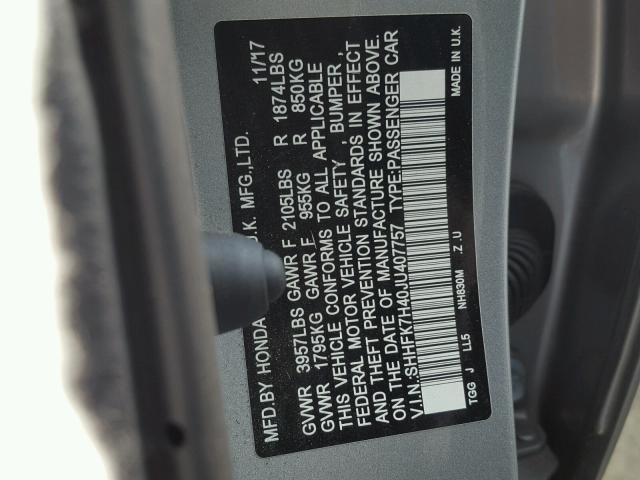 MFD.BY HONDA U.K. MFG.,LTD. 11/17
GVWR 3957LBS GAWR F 2105LBS R 1874LBS
GVWR 1795KG GAWR F 955KG R 850KG
THIS VEHICLE CONFORMS TO ALL APPLICABLE
FEDERAL MOTOR VEHICLE SAFETY , BUMPER ,
AND THEFT PREVENTION STANDARDS IN EFFECT
ON THE DATE OF MANUFACTURE SHOWN ABOVE.
V.I.N.:SHHFK7H40JU407757 TYPE:PASSENGER CAR
TGG J LL5 NH830M .Z .U MADE IN U.K.